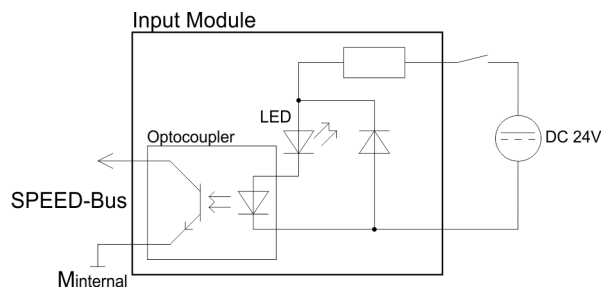 Input Module
LED
Optocoupler
DC 24V
SPEED-Bus
Minternal